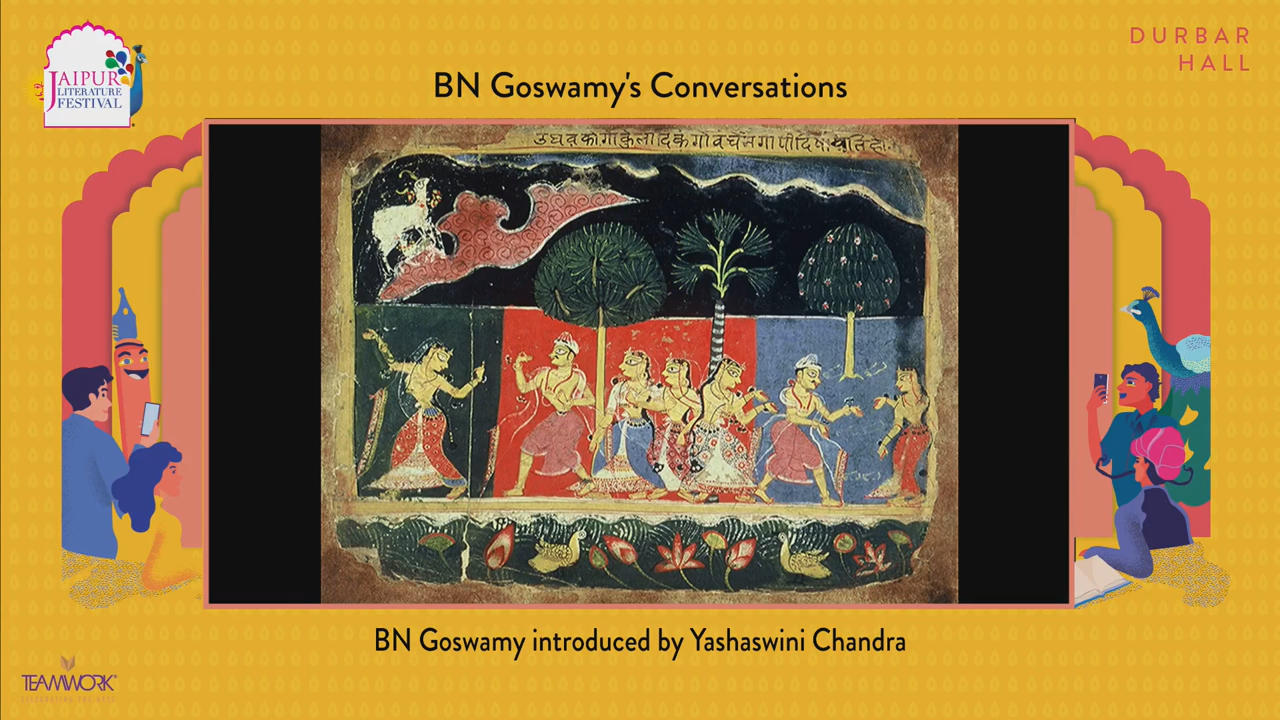 DURBAR
HALL
JAIPUR
LITERATURE
FESTIVAL
BN Goswamy's Conversations
BN Goswamy introduced by Yashaswini Chandra
TEAMWORK